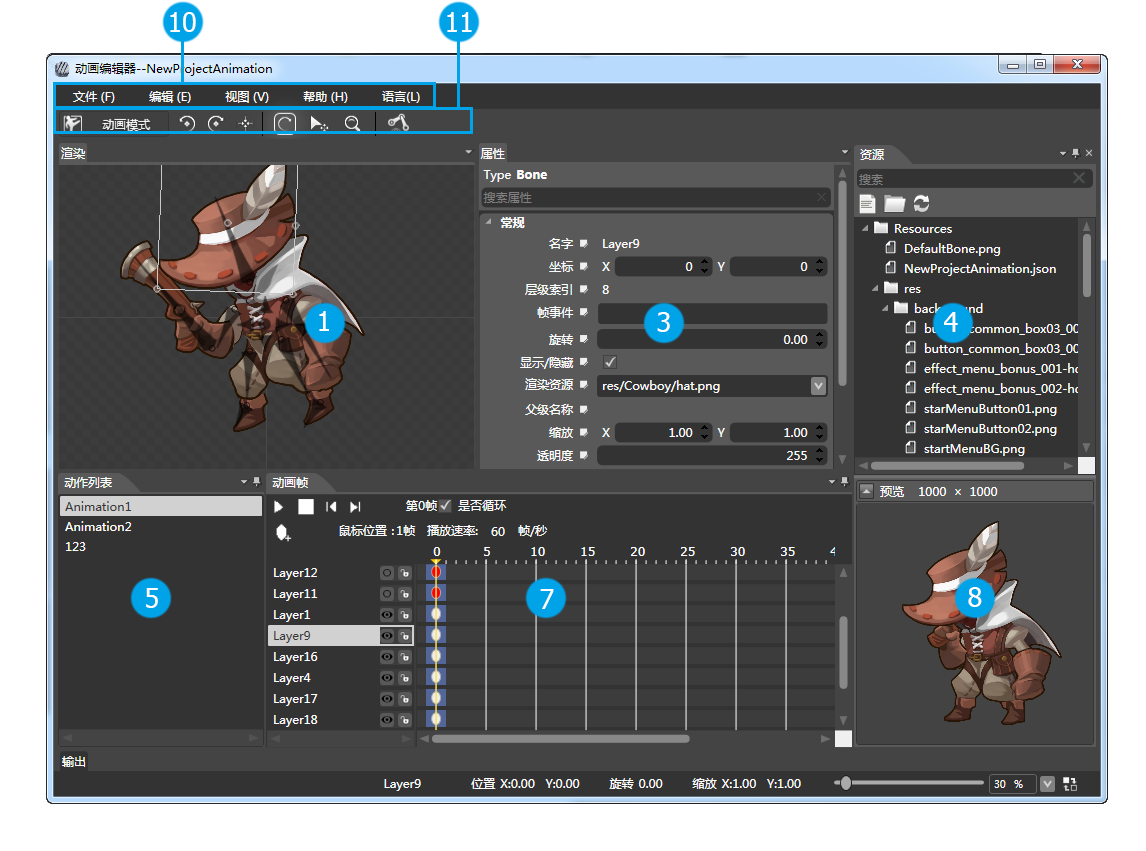 10
11
动画编辑器--NewProjectAnimation
文件 (F) 编辑 (E) 视图 (V) 帮助 (H) 语言(L)
动画模式
渲染
1
属性
Type Bone
搜索属性
常规
名字 Layer9
坐标 X 0 Y 0
层级索引 8
帧事件
3
旋转 0.00
显示/隐藏
渲染资源 res/Cowboy/hat.png
父级名称
缩放 X 1.00 Y 1.00
透明度 255
资源
搜索
Resources
DefaultBone.png
NewProjectAnimation.json
res
4
button_common_box03_00
effect_menu_bonus_001-hd
effect_menu_bonus_002-hd
starMenuButton01.png
starMenuButton02.png
startMenuBG.png
动作列表
Animation1
Animation2
123
5
动画帧
第0帧 是否循环
鼠标位置 :1帧 播放速率: 60 帧/秒
0 5 10 15 20 25 30 35 4
Layer12
Layer11
Layer1
Layer9
Layer16
Layer4
Layer17
Layer18
7
预览 1000 × 1000
8
输出
Layer9 位置 X:0.00 Y:0.00 旋转 0.00 缩放 X:1.00 Y:1.00 30 %